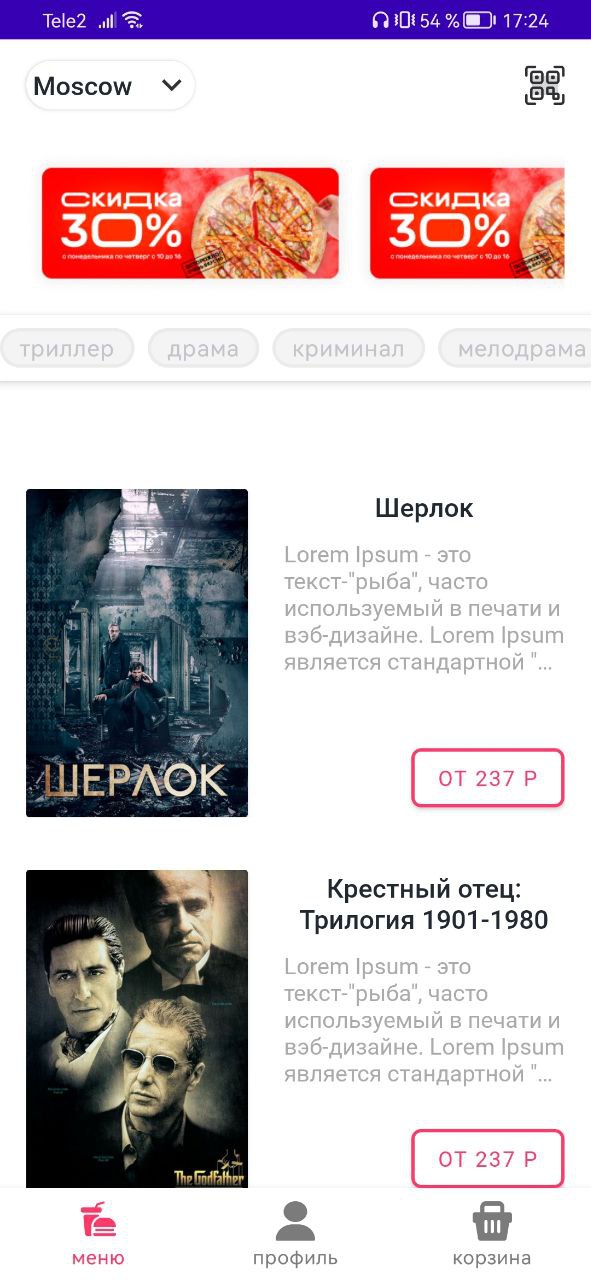 Tele2 54 % 17:24
Moscow
скидка
30%
с понедельника по четверг с 10 до 16
скидка
30%
с понедельника по четверг с 10 до 16
триллер драма криминал мелодрама
Шерлок
Lorem Ipsum - это
текст-"рыба", часто
используемый в печати и
вэб-дизайне. Lorem Ipsum
является стандартной "...
ШЕРЛОК
ОТ 237 Р
Крестный отец:
Трилогия 1901-1980
Lorem Ipsum - это
текст-"рыба", часто
используемый в печати и
вэб-дизайне. Lorem Ipsum
является стандартной "...
The Godfather
ОТ 237 Р
меню профиль корзина